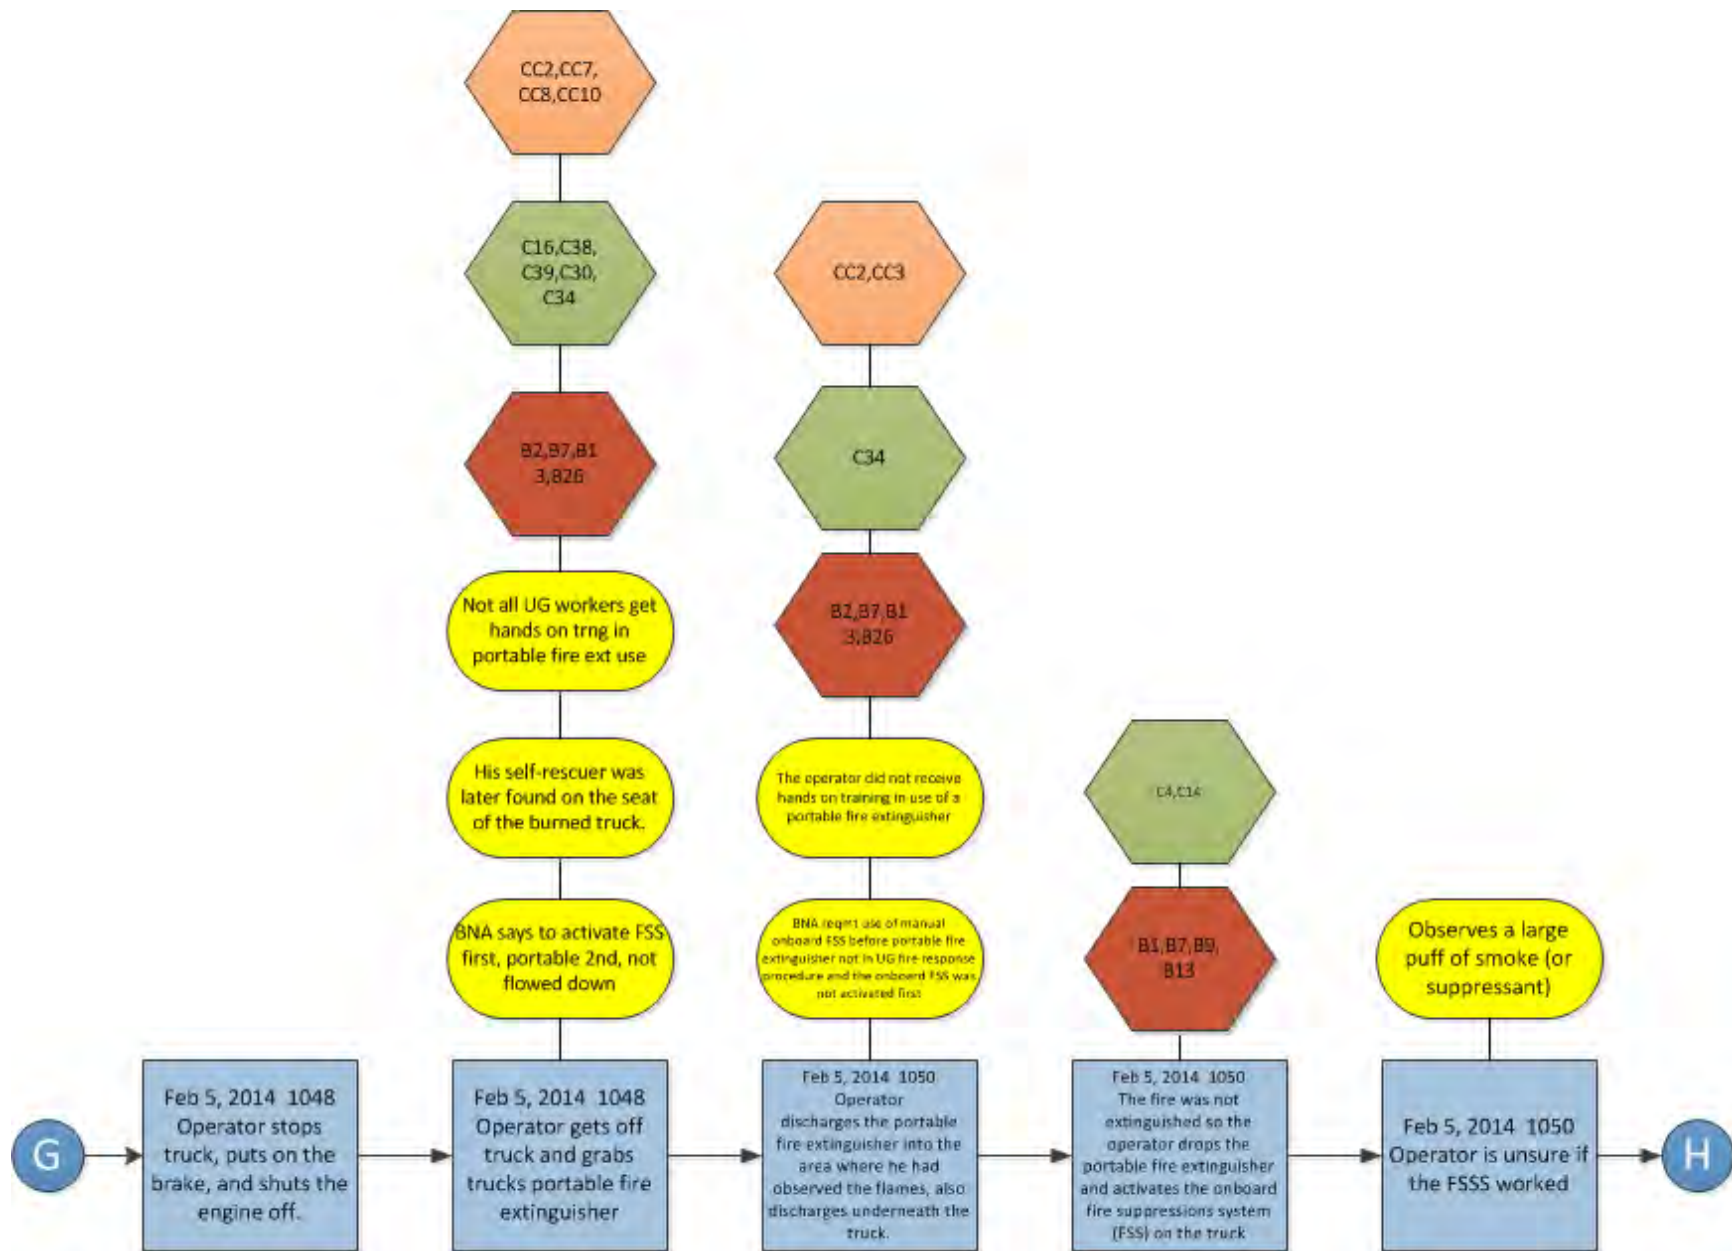 CC2,CC7,
CC8,CC10
C16,C38,
C39,C30,
C34
B2,B7,B1
3,B26
Not all UG workers get
hands on trng in
portable fire ext use
His self-rescuer was
later found on the seat
of the burned truck.
BNA says to activate FSS
first, portable 2nd, not
flowed down
CC2,CC3
C34
B2,B7,B1
3,B26
The operator did not receive
hands on training in use of a
portable fire extinguisher
BNA reqmt use of manual
onboard FSS before portable fire
extinguisher not in UG fire response
procedure and the onboard FSS was
not activated first
C4,C14
B1,B7,B9,
B13
Observes a large
puff of smoke (or
suppressant)
G
Feb 5, 2014 1048
Operator stops
truck, puts on the
brake, and shuts the
engine off.
Feb 5, 2014 1048
Operator gets off
truck and grabs
trucks portable fire
extinguisher
Feb 5, 2014 1050
Operator
discharges the portable
fire extinguisher into the
area where he had
observed the flames, also
discharges underneath the
truck.
Feb 5, 2014 1050
The fire was not
extinguished so the
operator drops the
portable fire extinguisher
and activates the onboard
fire suppressions system
(FSS) on the truck
Feb 5, 2014 1050
Operator is unsure if
the FSSS worked
H